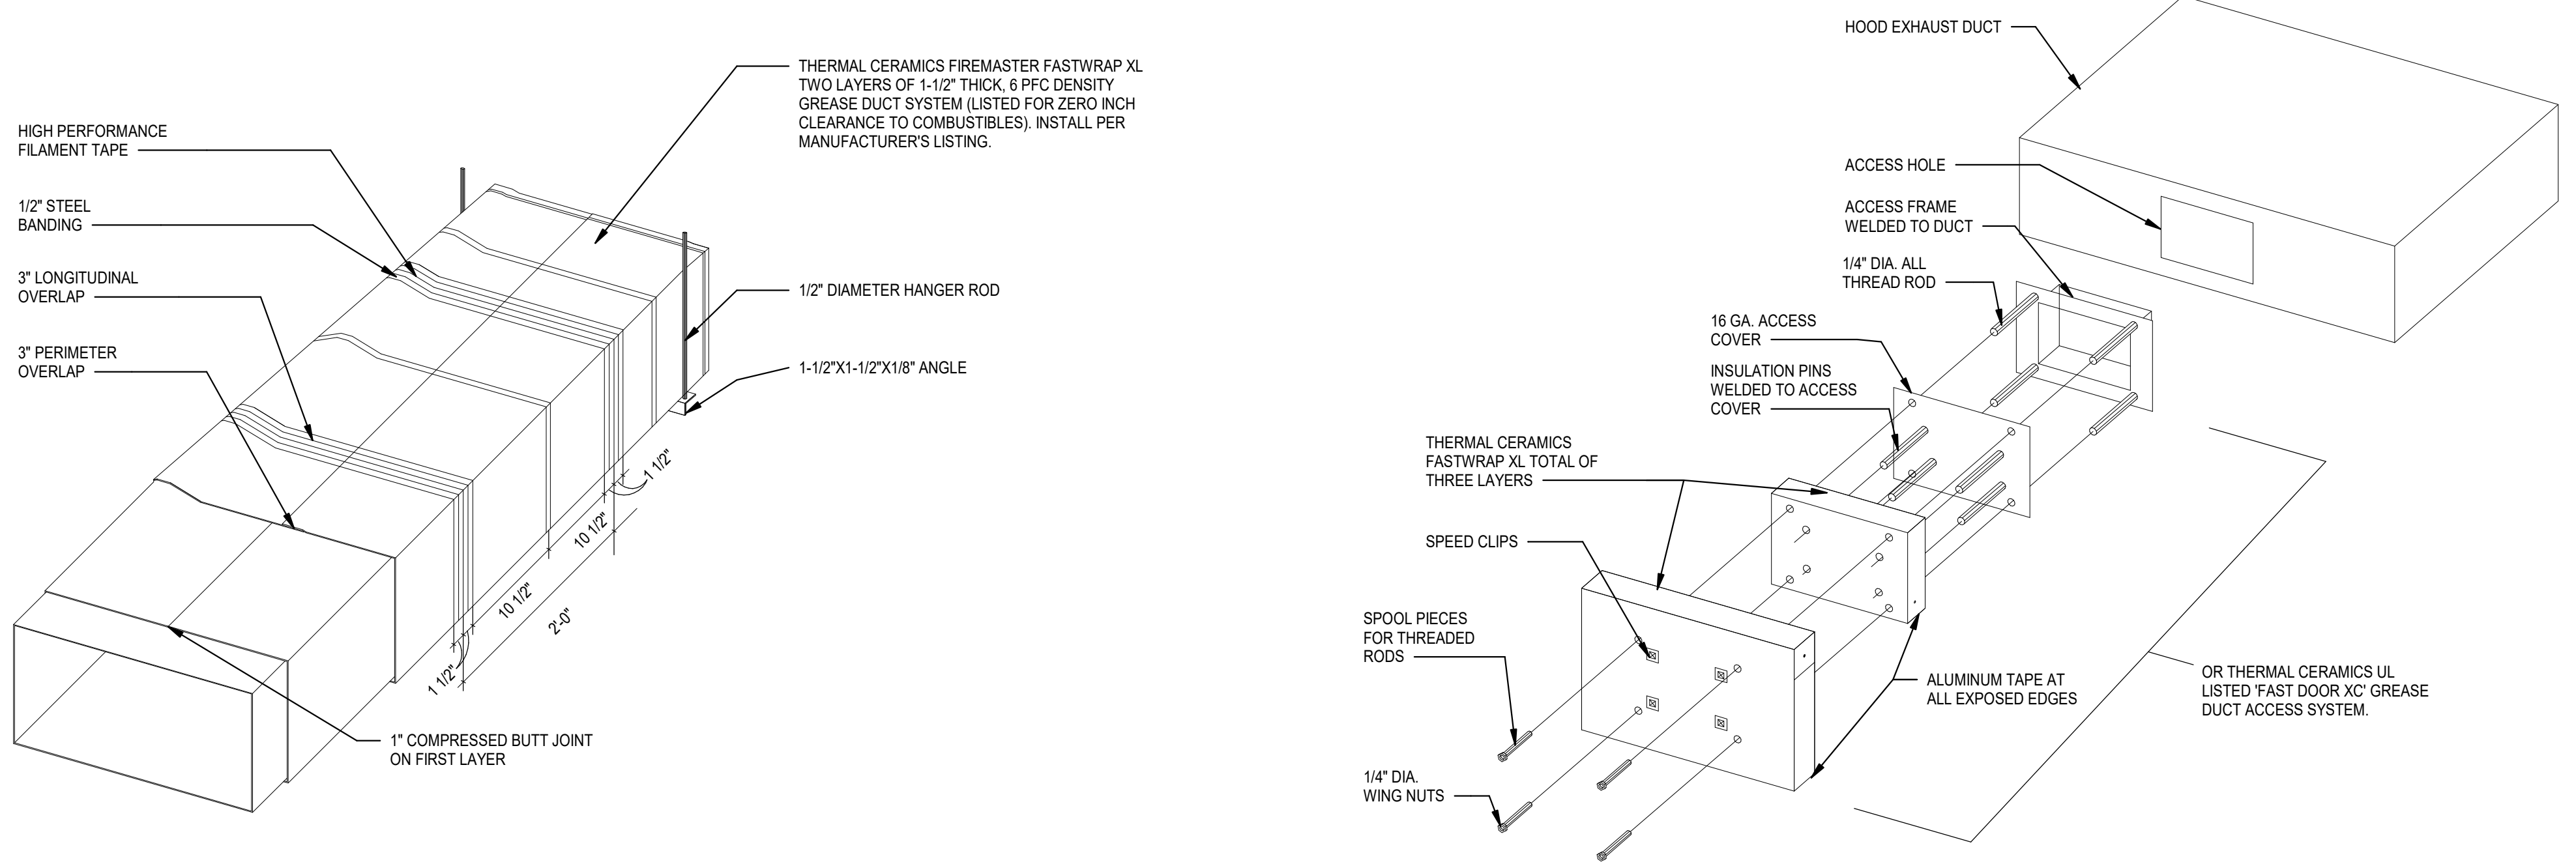 HIGH PERFORMANCE
FILAMENT TAPE
1/2" STEEL
BANDING
3" LONGITUDINAL
OVERLAP
3" PERIMETER
OVERLAP
THERMAL CERAMICS FIREMASTER FASTWRAP XL
TWO LAYERS OF 1-1/2" THICK, 6 PFC DENSITY
GREASE DUCT SYSTEM (LISTED FOR ZERO INCH
CLEARANCE TO COMBUSTIBLES). INSTALL PER
MANUFACTURER'S LISTING.
1/2" DIAMETER HANGER ROD
1-1/2"X1-1/2"X1/8" ANGLE
1 1/2"
10 1/2"
10 1/2"
2'-0"
1 1/2"
1" COMPRESSED BUTT JOINT
ON FIRST LAYER
HOOD EXHAUST DUCT
ACCESS HOLE
ACCESS FRAME
WELDED TO DUCT
1/4" DIA. ALL
THREAD ROD
16 GA. ACCESS
COVER
INSULATION PINS
WELDED TO ACCESS
COVER
THERMAL CERAMICS
FASTWRAP XL TOTAL OF
THREE LAYERS
SPEED CLIPS
SPOOL PIECES
FOR THREADED
RODS
1/4" DIA.
WING NUTS
ALUMINUM TAPE AT
ALL EXPOSED EDGES
OR THERMAL CERAMICS UL
LISTED 'FAST DOOR XC' GREASE
DUCT ACCESS SYSTEM.